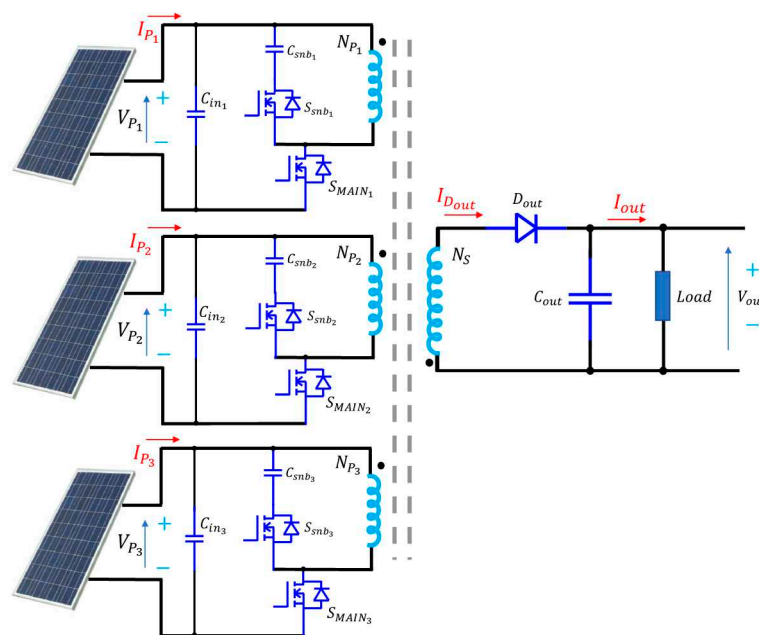 I_{P_1}
C_{snb_1}
N_{P_1}
C_{in_1}
+
V_{P_1}
S_{snb_1}
−
S_{MAIN_1}
I_{P_2}
C_{snb_2}
N_{P_2}
+
C_{in_2}
V_{P_2}
S_{snb_2}
−
S_{MAIN_2}
I_{P_3}
C_{snb_3}
N_{P_3}
C_{in_3}
+
V_{P_3}
S_{snb_3}
−
S_{MAIN_3}
I_{D_{out}}
D_{out}
I_{out}
N_S
C_{out}
Load
+
V_{ou}
−